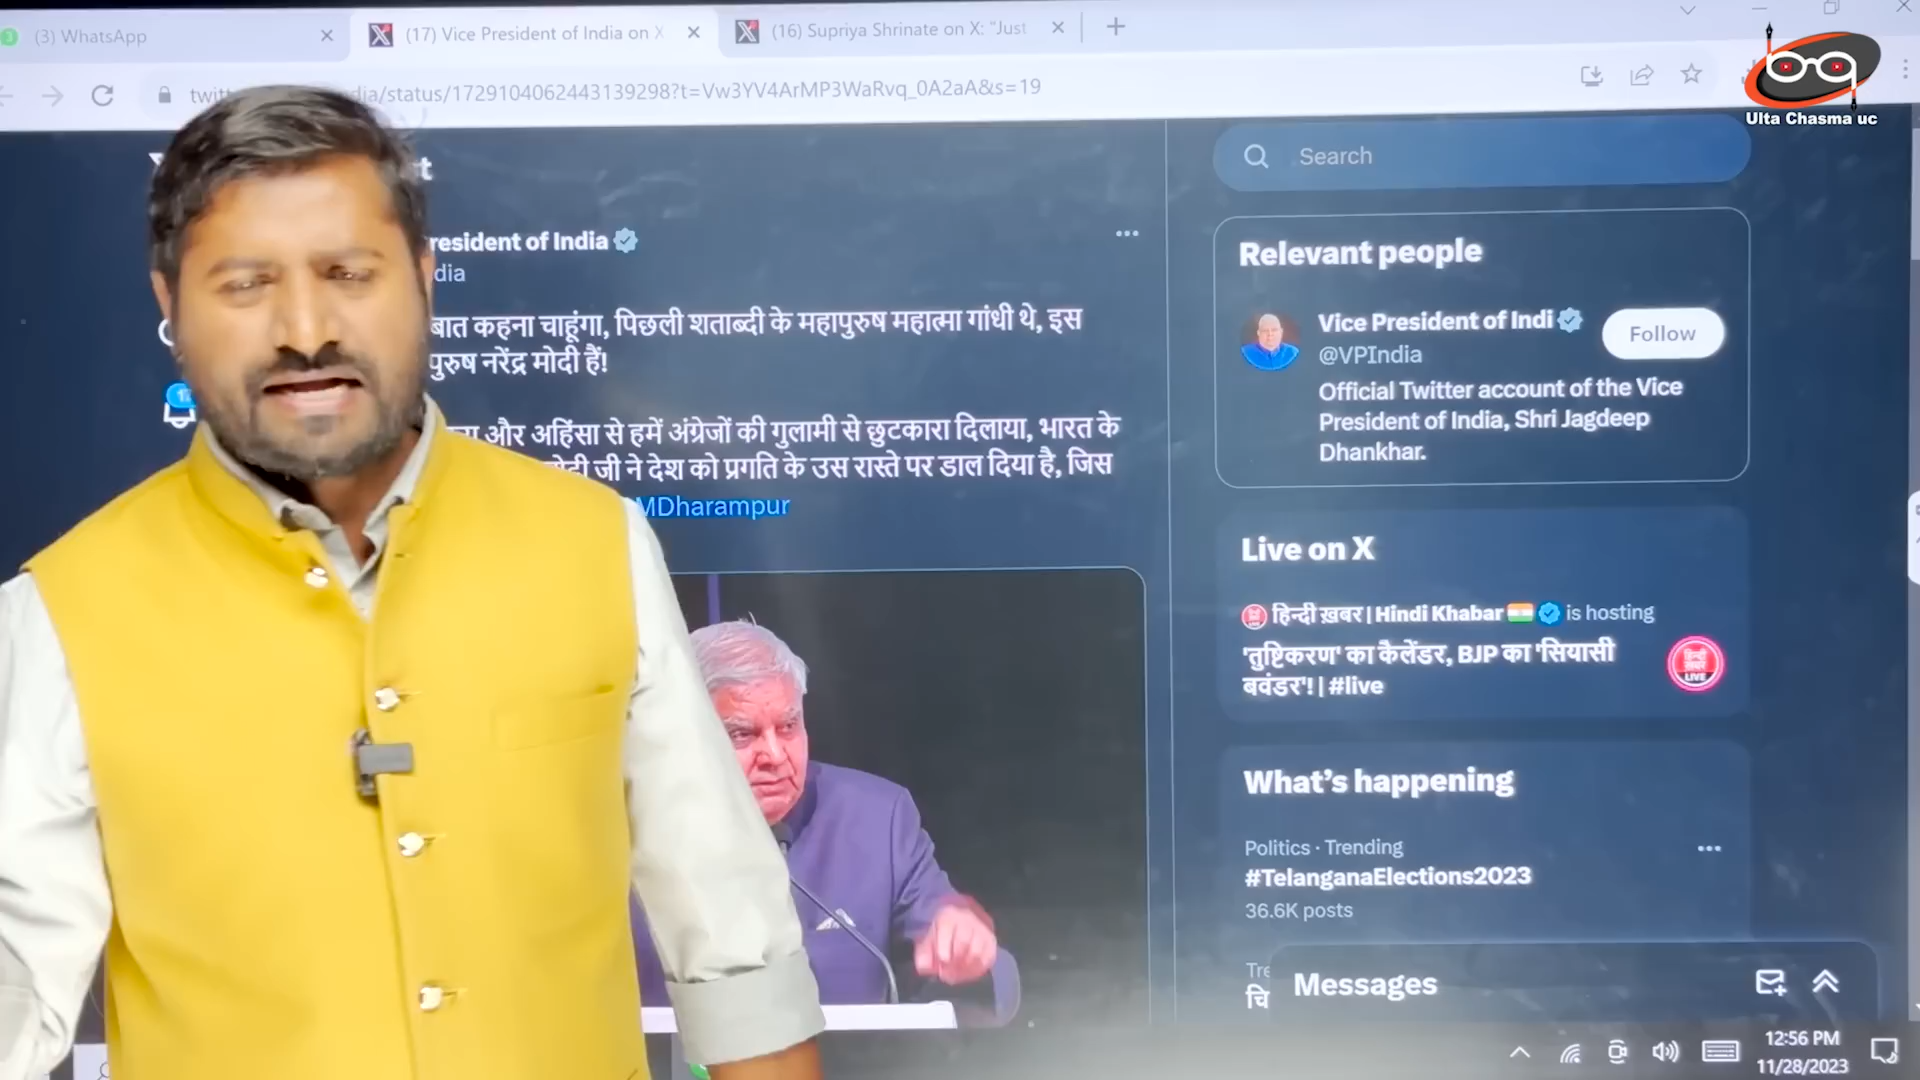 (3) WhatsApp
(17) Vice President of India on X
(16) Supriya Shrinate on X: "Just
dia/status/1729104062443139298?t=Vw3YV4ArMP3WaRvq_0A2aA&s=19
Ulta Chasma uc
Search
resident of India
dia
बात कहना चाहूंगा, पिछली शताब्दी के महापुरुष महात्मा गांधी थे, इस
पुरुष नरेंद्र मोदी हैं!
और अहिंसा से हमें अंग्रेजों की गुलामी से छुटकारा दिलाया, भारत के
जी ने देश को प्रगति के उस रास्ते पर डाल दिया है, जिस
MDharampur
Relevant people
Vice President of Indi
Follow
@VPIndia
Official Twitter account of the Vice
President of India, Shri Jagdeep
Dhankhar.
Live on X
हिन्दी ख़बर | Hindi Khabar is hosting
'तुष्टिकरण' का कैलेंडर, BJP का 'सियासी
बवंडर'! | #live
हिन्दी
ख़बर
LIVE
What's happening
Politics · Trending
#TelanganaElections2023
36.6K posts
Tre
चि
Messages
12:56 PM
11/28/2023